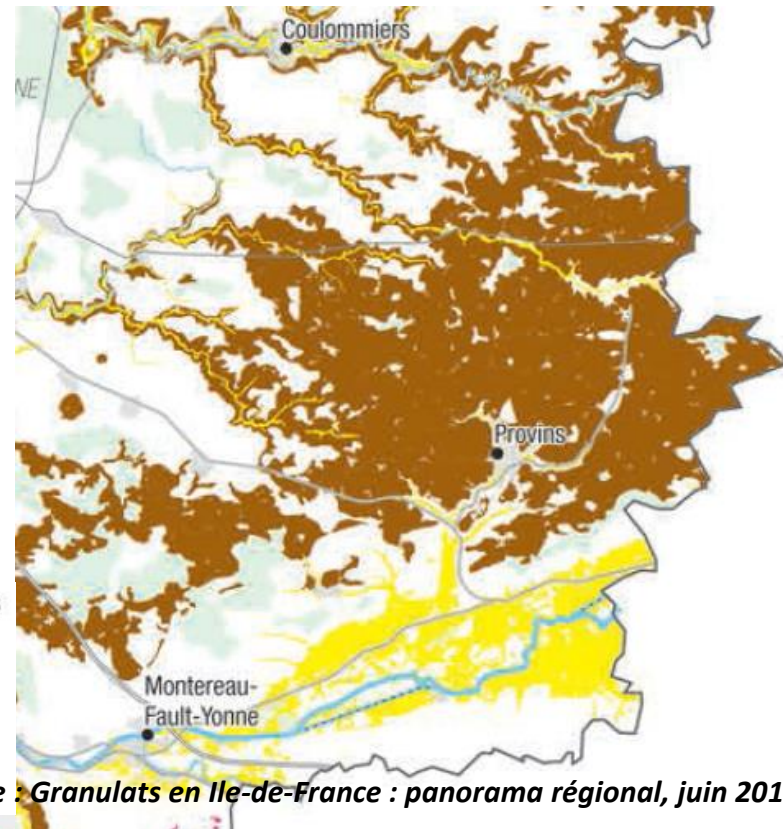 Coulommiers
NE
Provins
Montereau-
Fault-Yonne
: Granulats en Ile-de-France : panorama régional, juin 201